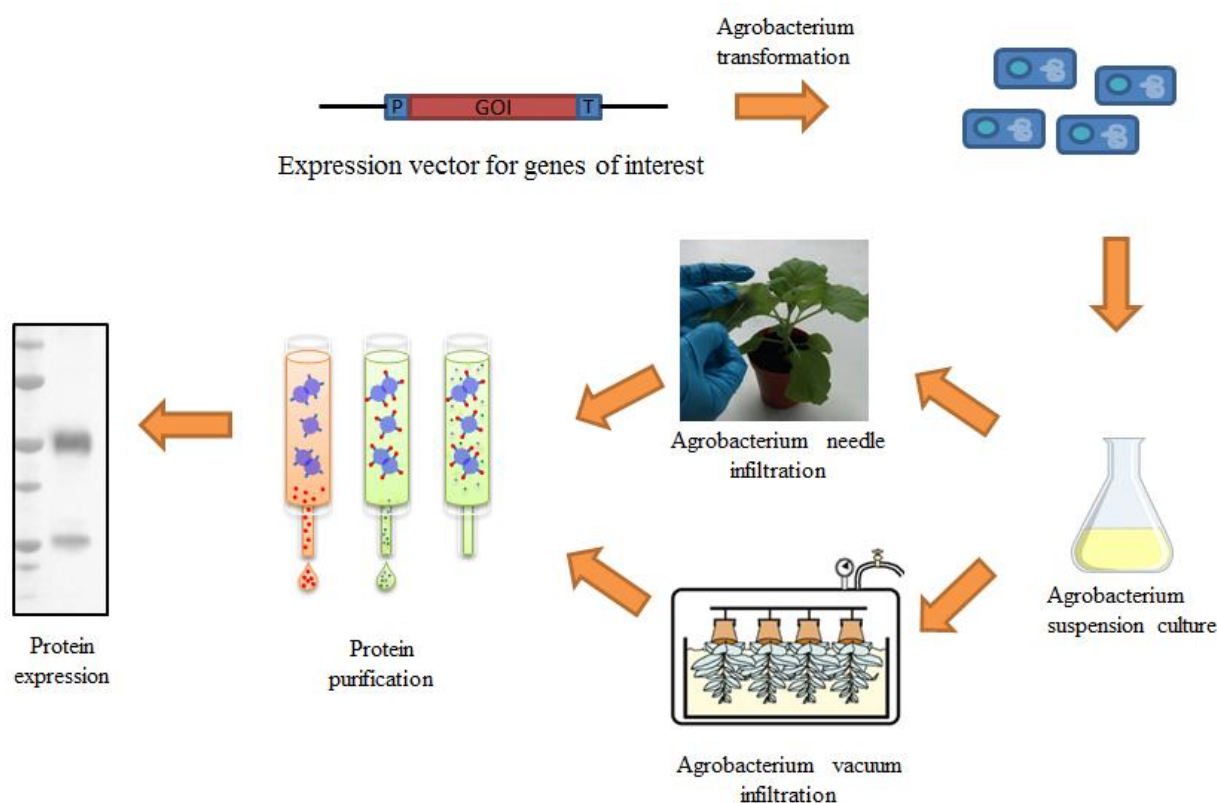 Agrobacterium
transformation
P GOI T
Expression vector for genes of interest
Agrobacterium needle
infiltration
Agrobacterium
suspension culture
Protein
expression
Protein
purification
Agrobacterium vacuum
infiltration